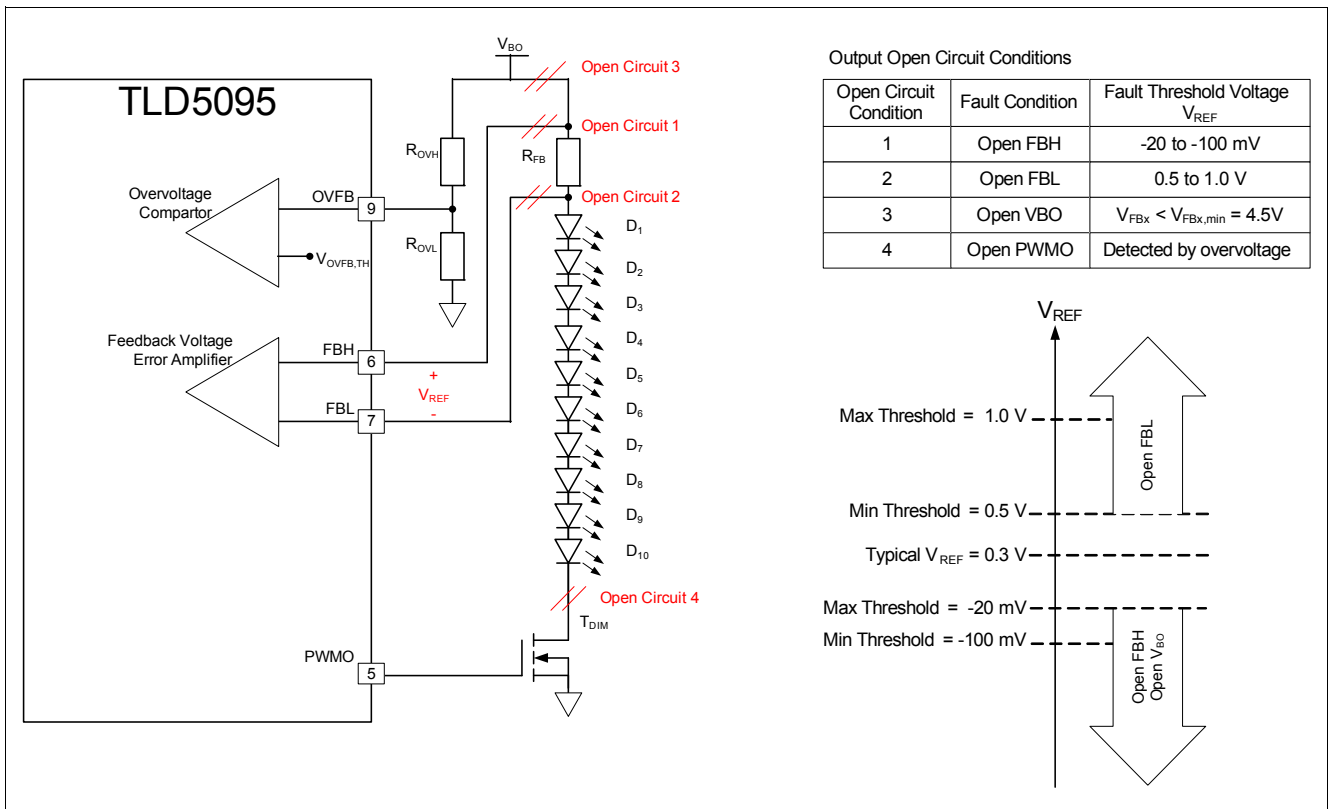 TLD5095
Overvoltage
Compartor
OVFB
9
V_OVFB,TH
Feedback Voltage
Error Amplifier
FBH
6
FBL
7
PWMO
5
V_BO
Open Circuit 3
Open Circuit 1
R_OVH
R_FB
Open Circuit 2
R_OVL
+
V_REF
-
D_1
D_2
D_3
D_4
D_5
D_6
D_7
D_8
D_9
D_10
Open Circuit 4
T_DIM
Output Open Circuit Conditions
Open Circuit Condition | Fault Condition | Fault Threshold Voltage V_REF
1 | Open FBH | -20 to -100 mV
2 | Open FBL | 0.5 to 1.0 V
3 | Open VBO | V_FBx < V_FBx,min = 4.5V
4 | Open PWMO | Detected by overvoltage
V_REF
Max Threshold = 1.0 V
Open FBL
Min Threshold = 0.5 V
Typical V_REF = 0.3 V
Max Threshold = -20 mV
Min Threshold = -100 mV
Open FBH
Open V_BO